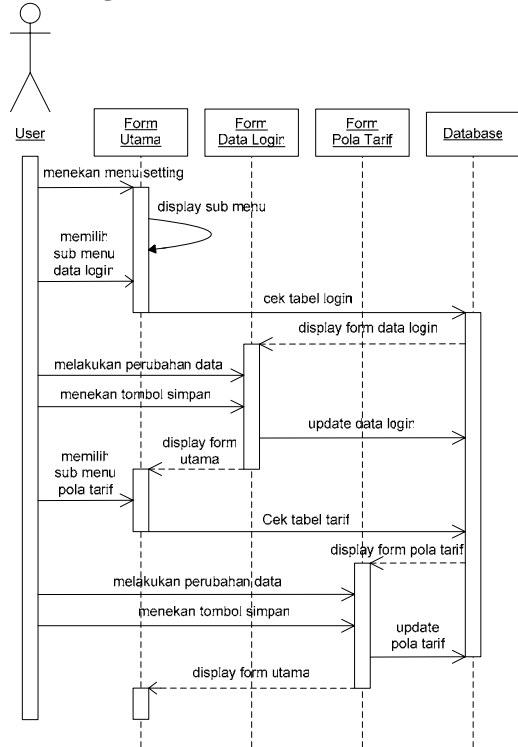 User
Form
Utama
Form
Data Login
Form
Pola Tarif
Database
menekan menu setting
display sub menu
memilih
sub menu
data login
cek tabel login
display form data login
melakukan perubahan data
menekan tombol simpan
update data login
display form
utama
memilih
sub menu
pola tarif
Cek tabel tarif
display form pola tarif
melakukan perubahan data
menekan tombol simpan
update
pola tarif
display form utama